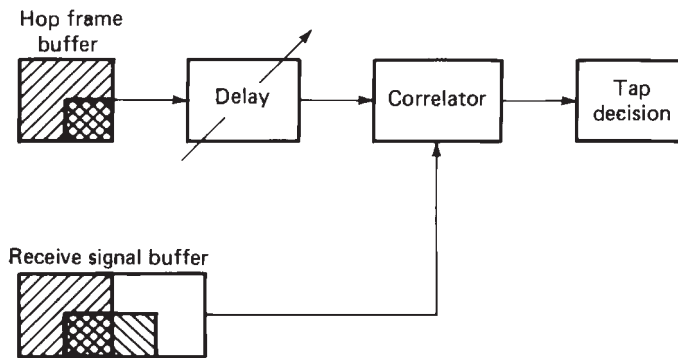 Hop frame
buffer
Delay
Correlator
Tap
decision
Receive signal buffer